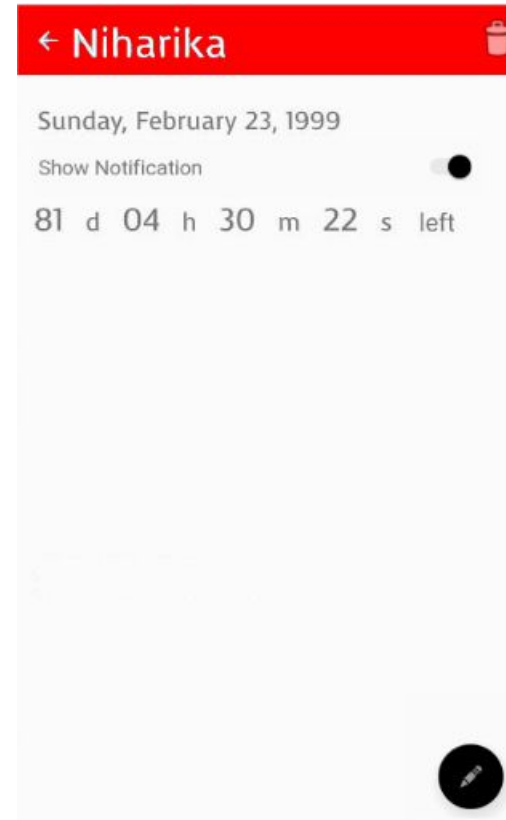 ← Niharika
Sunday, February 23, 1999
Show Notification
81 d 04 h 30 m 22 s left